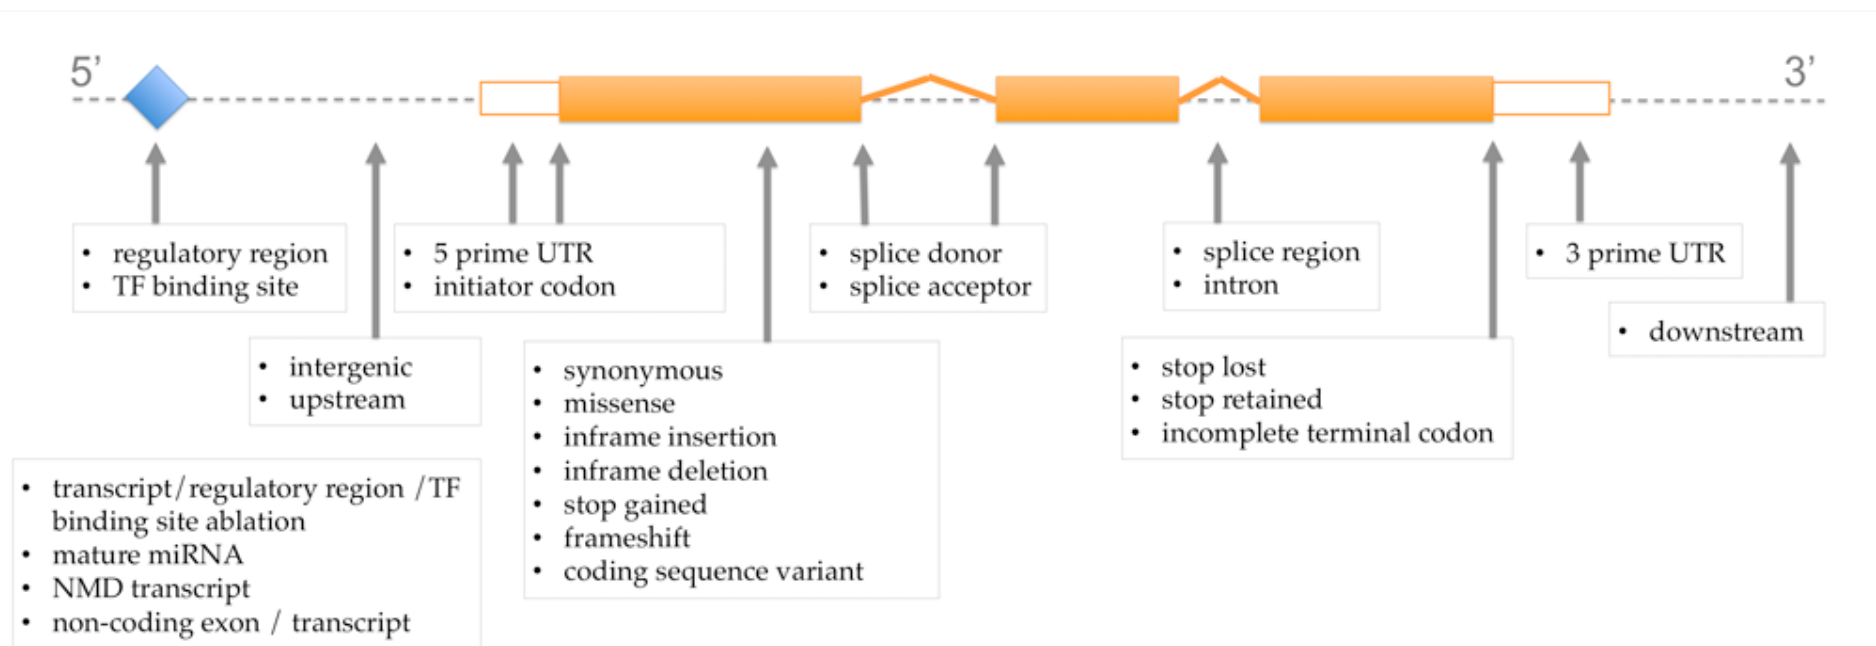 5’
3’
• regulatory region
• TF binding site
• 5 prime UTR
• initiator codon
• splice donor
• splice acceptor
• splice region
• intron
• 3 prime UTR
• downstream
• intergenic
• upstream
• synonymous
• missense
• inframe insertion
• inframe deletion
• stop gained
• frameshift
• coding sequence variant
• stop lost
• stop retained
• incomplete terminal codon
• transcript/regulatory region /TF
binding site ablation
• mature miRNA
• NMD transcript
• non-coding exon / transcript